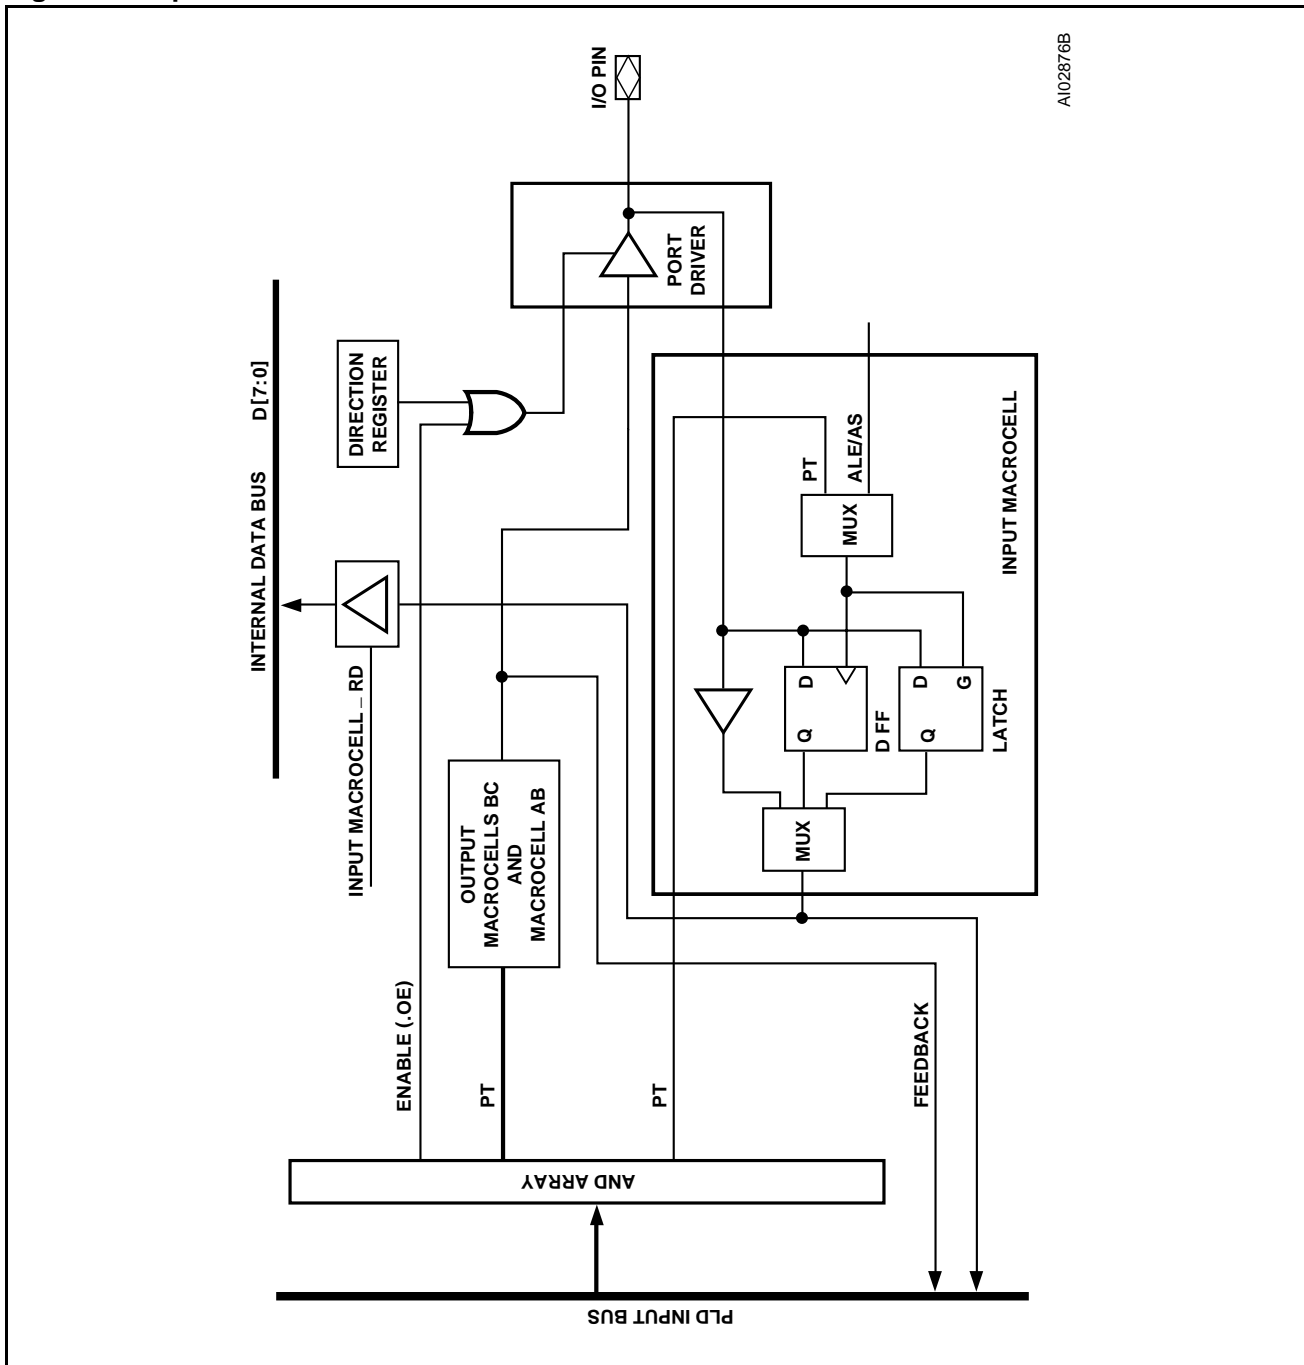 AI02876B
I/O PIN
PORT
DRIVER
INTERNAL DATA BUS D[7:0]
DIRECTION
REGISTER
INPUT MACROCELL _ RD
OUTPUT
MACROCELLS BC
AND
MACROCELL AB
ENABLE (.OE)
PT
PT
FEEDBACK
PT
ALE/AS
MUX
INPUT MACROCELL
D
Q
D FF
D
G
Q
LATCH
MUX
AND ARRAY
PLD INPUT BUS